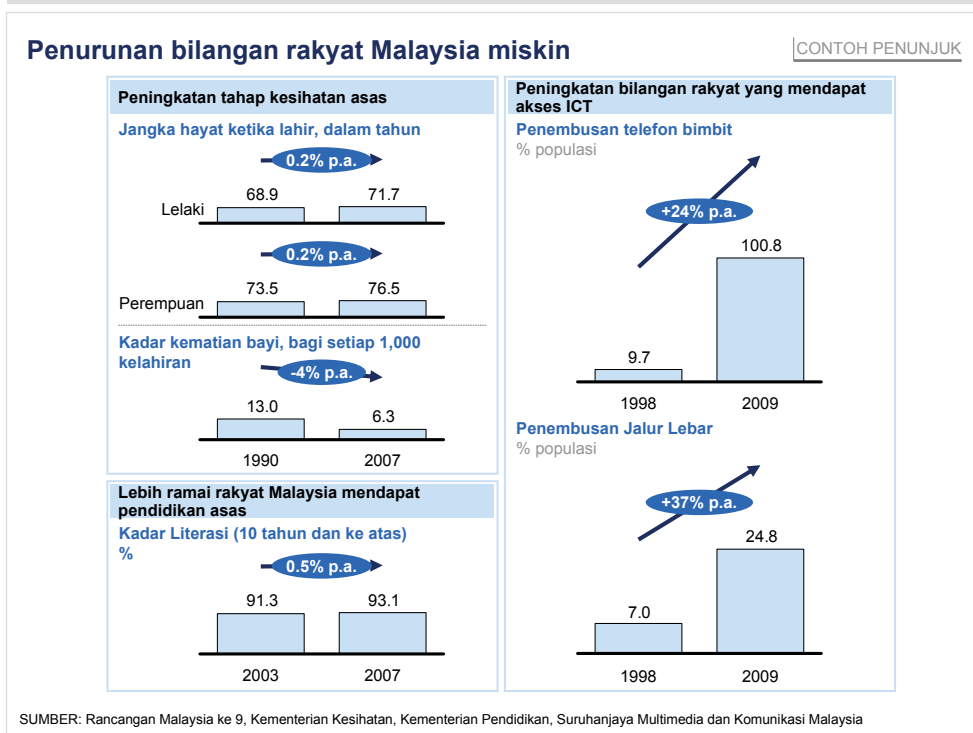 Penurunan bilangan rakyat Malaysia miskin
CONTOH PENUNJUK
Peningkatan tahap kesihatan asas
Jangka hayat ketika lahir, dalam tahun
0.2% p.a.
68.9
71.7
Lelaki
0.2% p.a.
73.5
76.5
Perempuan
Kadar kematian bayi, bagi setiap 1,000
kelahiran
-4% p.a.
13.0
6.3
1990
2007
Lebih ramai rakyat Malaysia mendapat
pendidikan asas
Kadar Literasi (10 tahun dan ke atas)
%
0.5% p.a.
91.3
93.1
2003
2007
Peningkatan bilangan rakyat yang mendapat
akses ICT
Penembusan telefon bimbit
% populasi
+24% p.a.
100.8
9.7
1998
2009
Penembusan Jalur Lebar
% populasi
+37% p.a.
24.8
7.0
1998
2009
SUMBER: Rancangan Malaysia ke 9, Kementerian Kesihatan, Kementerian Pendidikan, Suruhanjaya Multimedia dan Komunikasi Malaysia